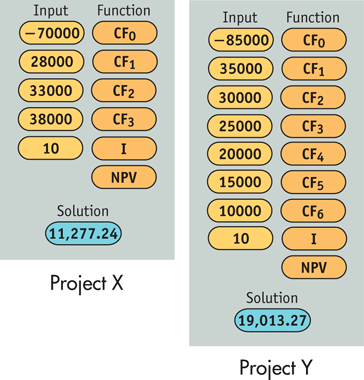 Input Function
−70000 CF0
28000 CF1
33000 CF2
38000 CF3
10 I
NPV
Solution
11,277.24
Project X
Input Function
−85000 CF0
35000 CF1
30000 CF2
25000 CF3
20000 CF4
15000 CF5
10000 CF6
10 I
NPV
Solution
19,013.27
Project Y